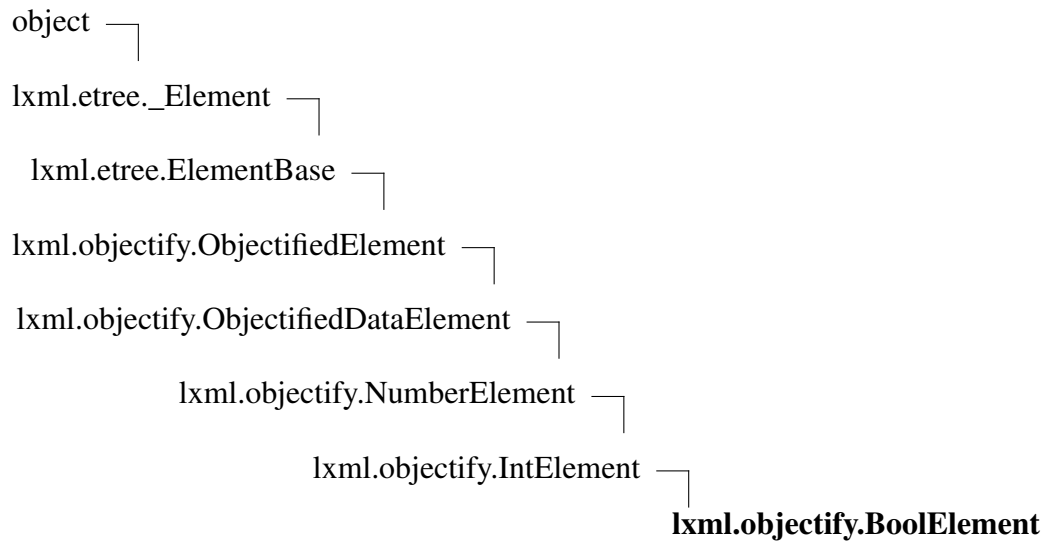 object
lxml.etree._Element
lxml.etree.ElementBase
lxml.objectify.ObjectifiedElement
lxml.objectify.ObjectifiedDataElement
lxml.objectify.NumberElement
lxml.objectify.IntElement
lxml.objectify.BoolElement